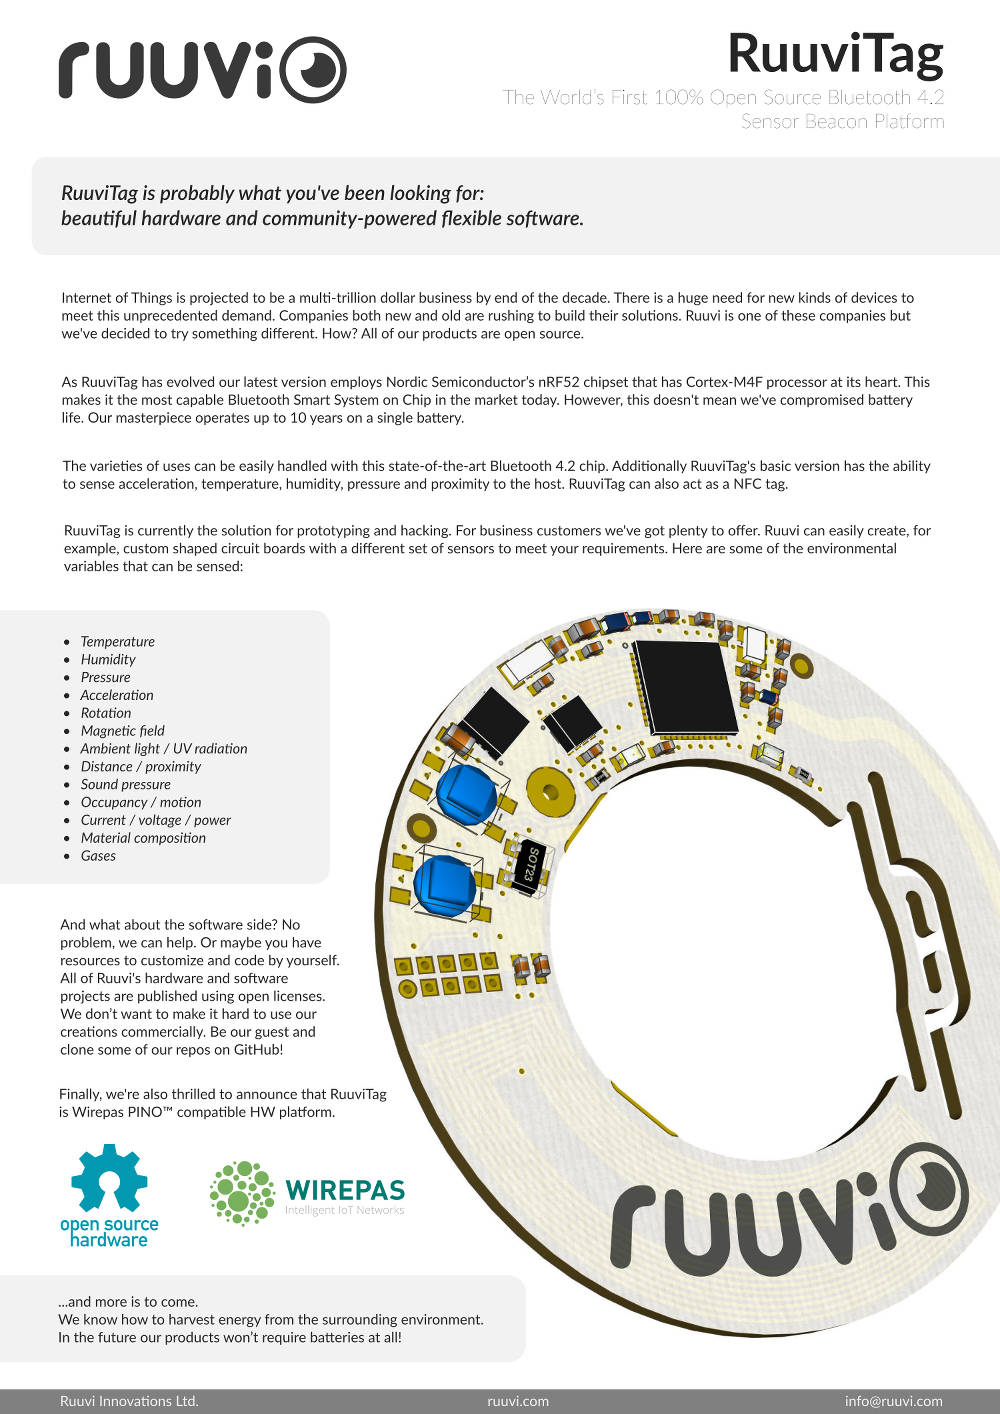 ruuvi
RuuviTag
The World's First 100% Open Source Bluetooth 4.2
Sensor Beacon Platform
RuuviTag is probably what you've been looking for:
beautiful hardware and community-powered flexible software.
Internet of Things is projected to be a multi-trillion dollar business by end of the decade. There is a huge need for new kinds of devices to
meet this unprecedented demand. Companies both new and old are rushing to build their solutions. Ruuvi is one of these companies but
we've decided to try something different. How? All of our products are open source.
As RuuviTag has evolved our latest version employs Nordic Semiconductor's nRF52 chipset that has Cortex-M4F processor at its heart. This
makes it the most capable Bluetooth Smart System on Chip in the market today. However, this doesn't mean we've compromised battery
life. Our masterpiece operates up to 10 years on a single battery.
The varieties of uses can be easily handled with this state-of-the-art Bluetooth 4.2 chip. Additionally RuuviTag's basic version has the ability
to sense acceleration, temperature, humidity, pressure and proximity to the host. RuuviTag can also act as a NFC tag.
RuuviTag is currently the solution for prototyping and hacking. For business customers we've got plenty to offer. Ruuvi can easily create, for
example, custom shaped circuit boards with a different set of sensors to meet your requirements. Here are some of the environmental
variables that can be sensed:
• Temperature
• Humidity
• Pressure
• Acceleration
• Rotation
• Magnetic field
• Ambient light / UV radiation
• Distance / proximity
• Sound pressure
• Occupancy / motion
• Current / voltage / power
• Material composition
• Gases
SOT23
And what about the software side? No
problem, we can help. Or maybe you have
resources to customize and code by yourself.
All of Ruuvi's hardware and software
projects are published using open licenses.
We don't want to make it hard to use our
creations commercially. Be our guest and
clone some of our repos on GitHub!
Finally, we're also thrilled to announce that RuuviTag
is Wirepas PINO™ compatible HW platform.
open source
hardware
WIREPAS
Intelligent IoT Networks
ruuvi
...and more is to come.
We know how to harvest energy from the surrounding environment.
In the future our products won't require batteries at all!
Ruuvi Innovations Ltd.
ruuvi.com
info@ruuvi.com